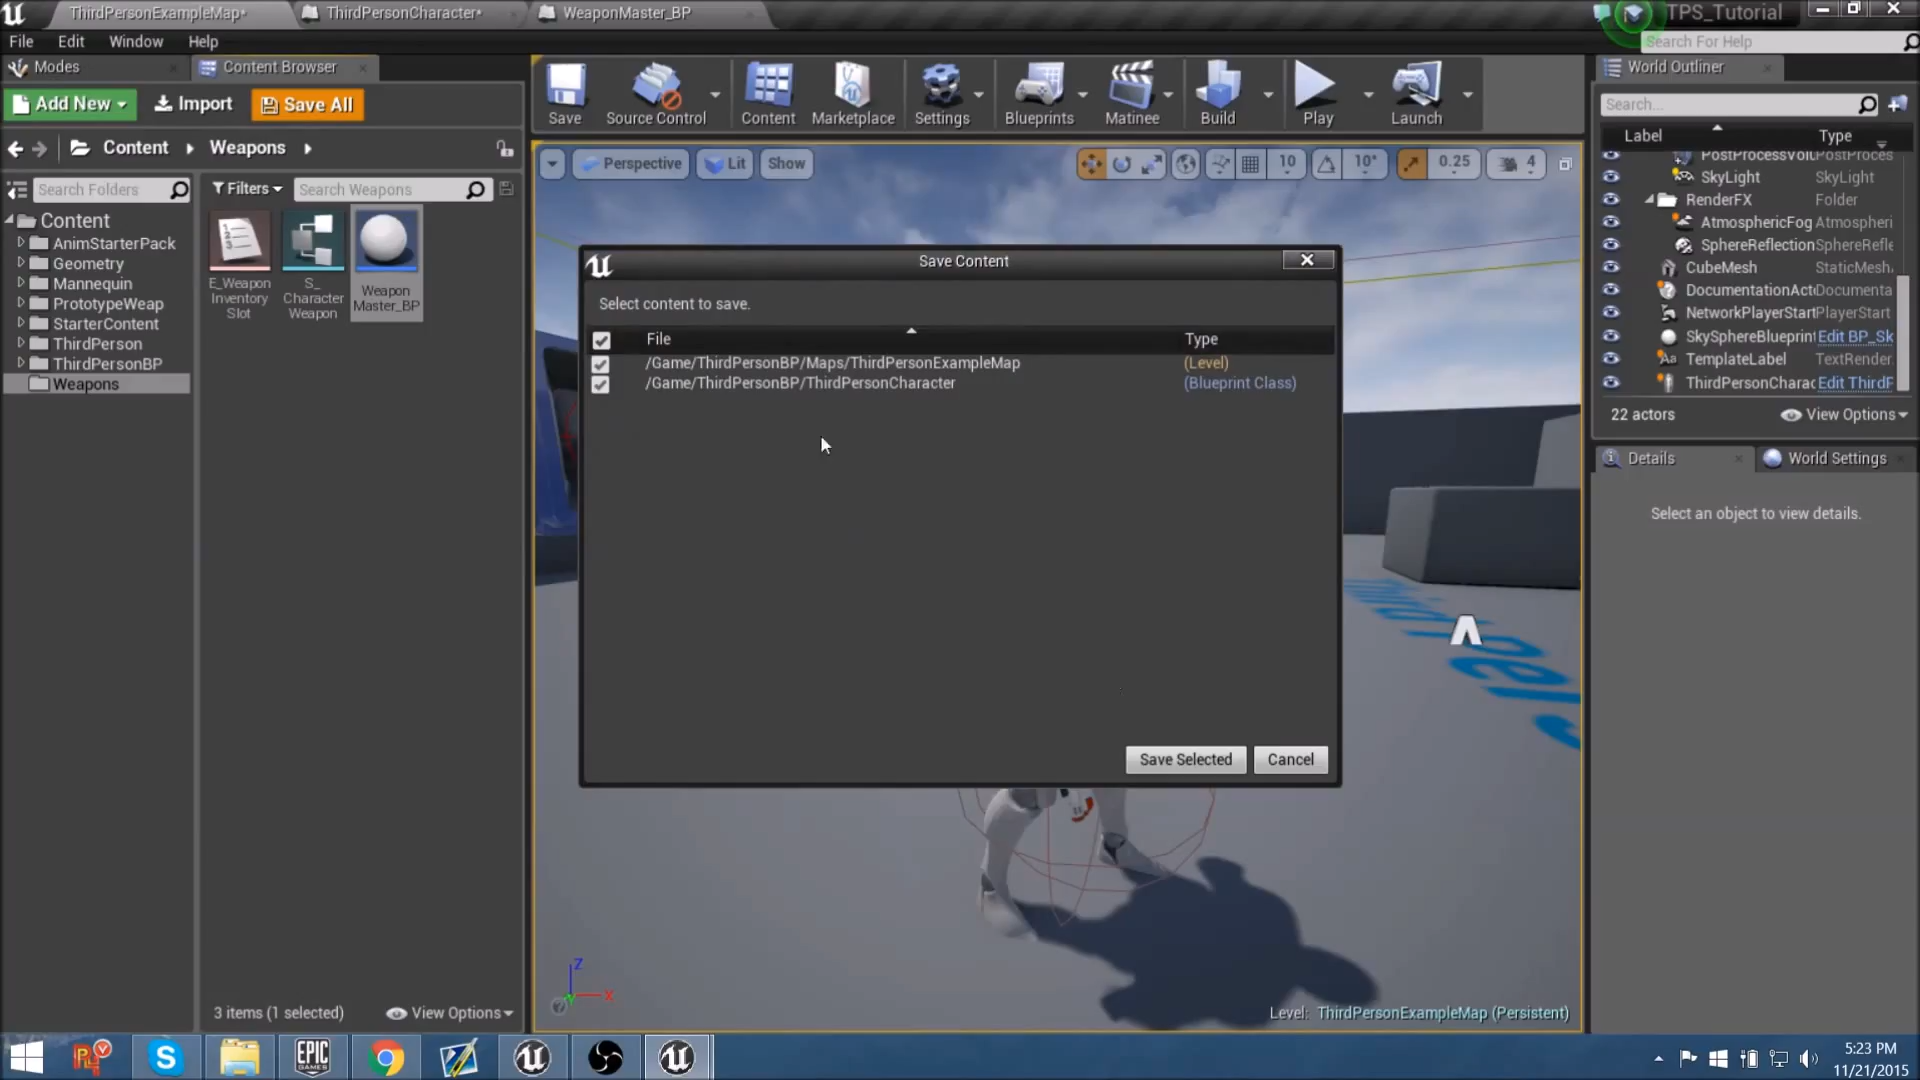 ThirdPersonExampleMap*
ThirdPersonCharacter*
WeaponMaster_BP
TPS_Tutorial
File Edit Window Help
Search For Help
Modes
Content Browser
World Outliner
Add New
Import
Save All
Save
Source Control
Content
Marketplace
Settings
Blueprints
Matinee
Build
Play
Launch
Search...
Label Type
Content Weapons
Perspective Lit Show
10 10° 0.25 4
Search Folders
Filters
Search Weapons
Content
AnimStarterPack
Geometry
Mannequin
PrototypeWeap
StarterContent
ThirdPerson
ThirdPersonBP
Weapons
E_Weapon
Inventory
Slot
S_
Character
Weapon
Weapon
Master_BP
Save Content
Select content to save.
File Type
/Game/ThirdPersonBP/Maps/ThirdPersonExampleMap (Level)
/Game/ThirdPersonBP/ThirdPersonCharacter (Blueprint Class)
Save Selected Cancel
PostProcessVolu PostProces
SkyLight SkyLight
RenderFX Folder
AtmosphericFog Atmospheri
SphereReflection SphereRefle
CubeMesh StaticMesh
DocumentationActo Documenta
NetworkPlayerStart PlayerStart
SkySphereBlueprint Edit BP_Sk
TemplateLabel TextRender
ThirdPersonCharac Edit ThirdP
22 actors View Options
Details
World Settings
Select an object to view details.
Z
X
3 items (1 selected) View Options
Level: ThirdPersonExampleMap (Persistent)
EPIC
GAMES
5:23 PM
11/21/2015